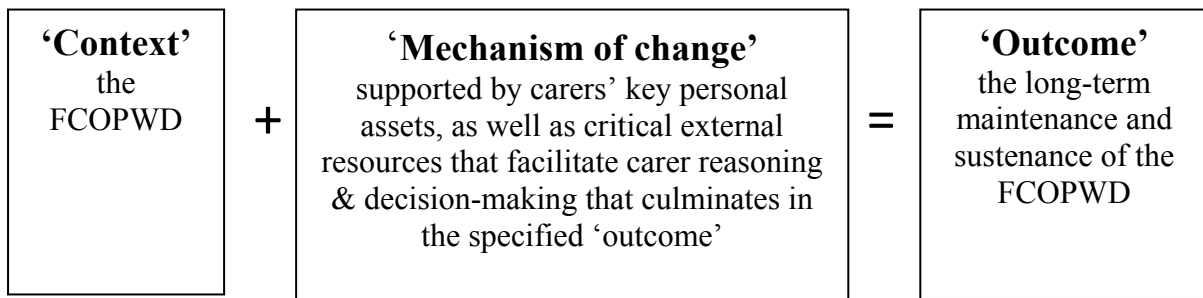 ‘Context’
the
FCOPWD
+
‘Mechanism of change’
supported by carers’ key personal
assets, as well as critical external
resources that facilitate carer reasoning
& decision-making that culminates in
the specified ‘outcome’
=
‘Outcome’
the long-term
maintenance and
sustenance of the
FCOPWD